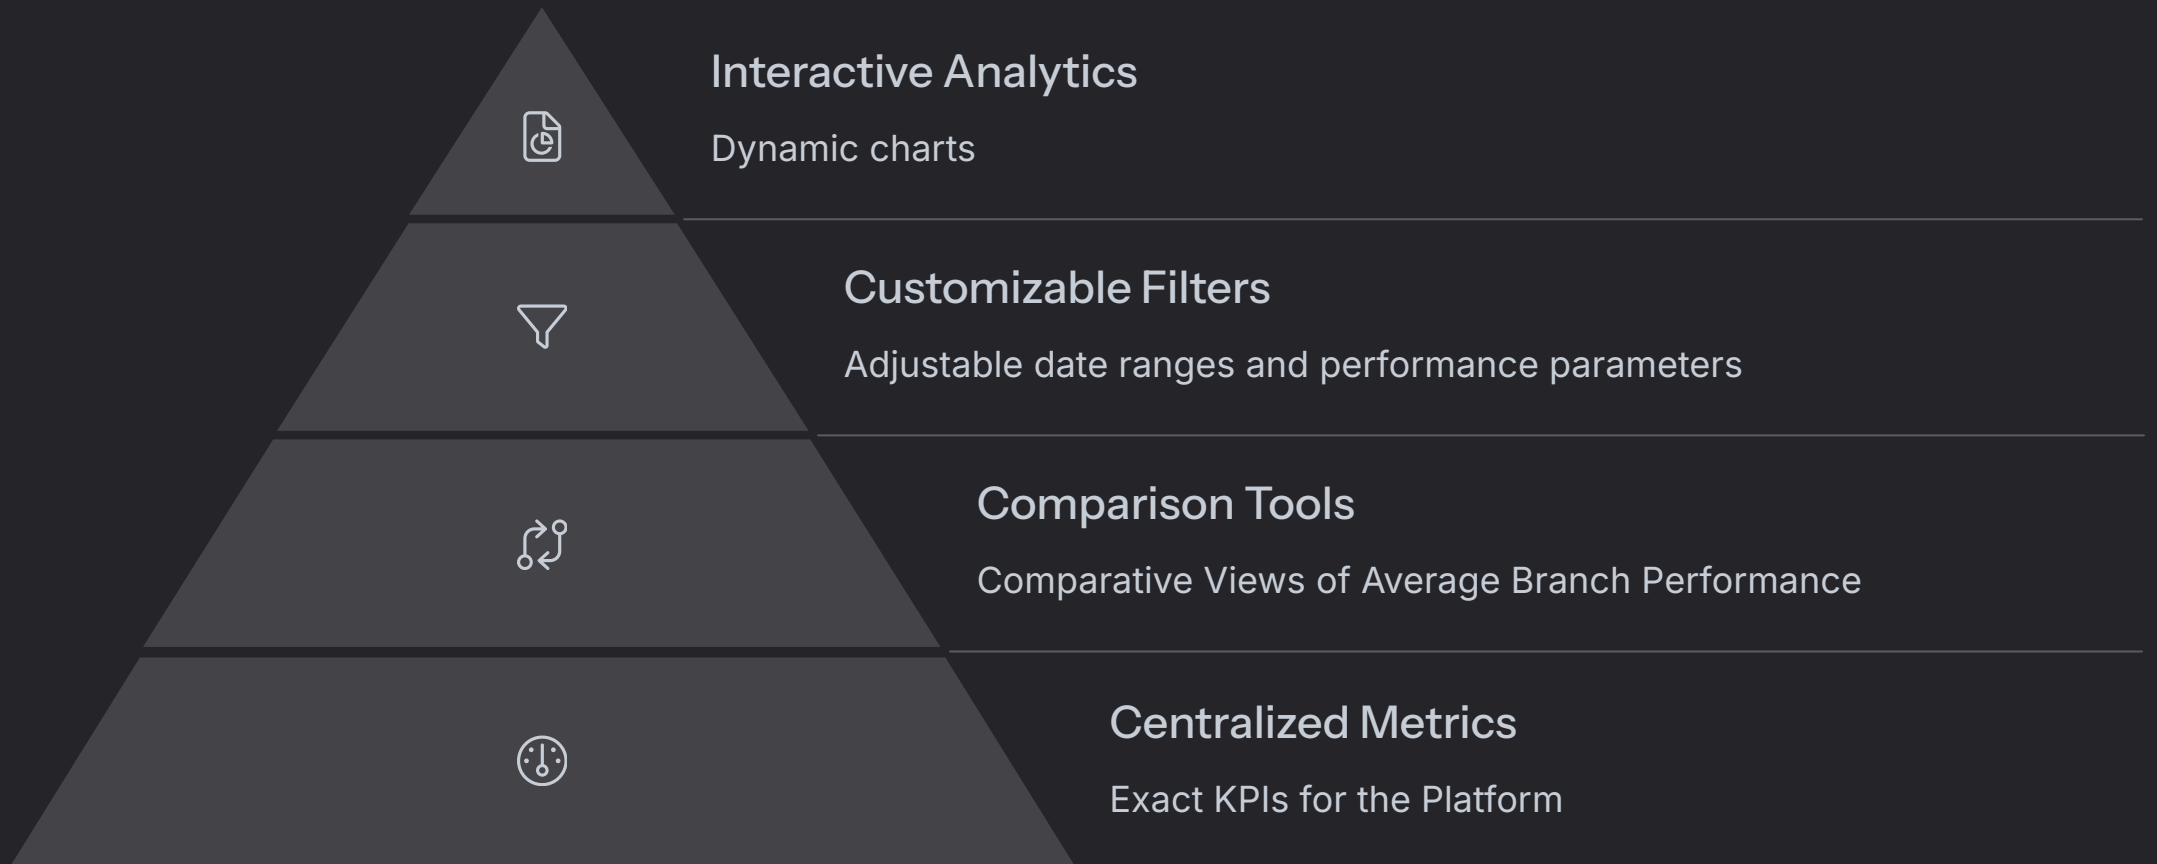 Interactive Analytics
Dynamic charts
Customizable Filters
Adjustable date ranges and performance parameters
Comparison Tools
Comparative Views of Average Branch Performance
Centralized Metrics
Exact KPIs for the Platform